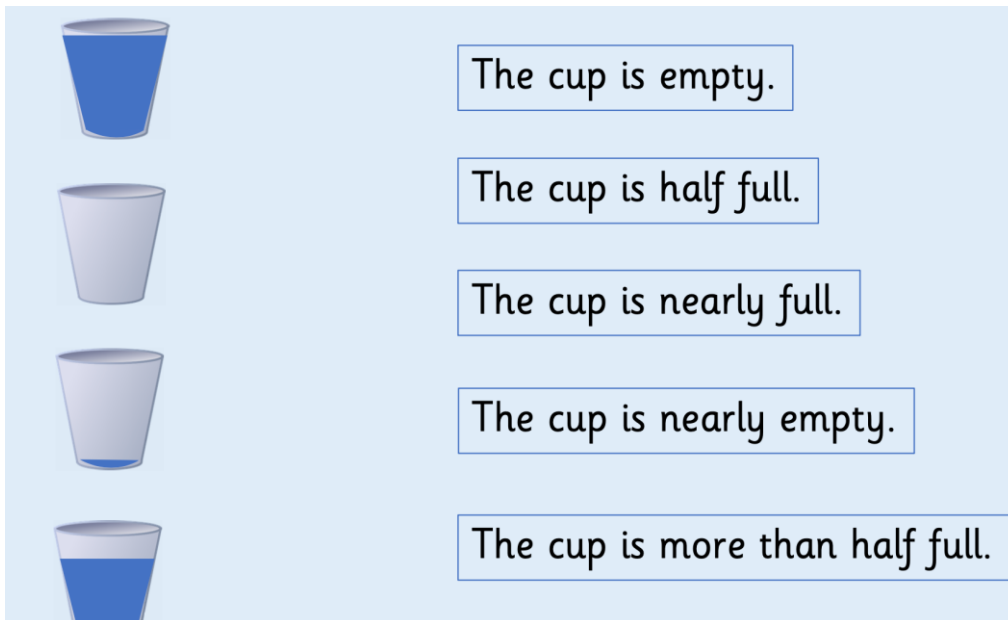 The cup is empty.
The cup is half full.
The cup is nearly full.
The cup is nearly empty.
The cup is more than half full.